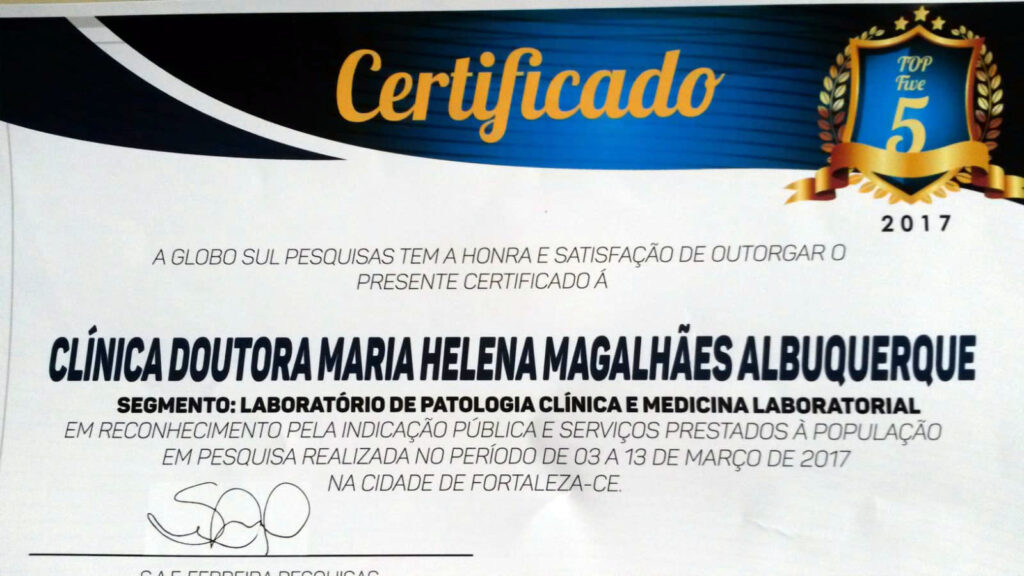 Certificado
TOP
Five
5
2017
A GLOBO SUL PESQUISAS TEM A HONRA E SATISFAÇÃO DE OUTORGAR O
PRESENTE CERTIFICADO Á
CLÍNICA DOUTORA MARIA HELENA MAGALHÃES ALBUQUERQUE
SEGMENTO: LABORATÓRIO DE PATOLOGIA CLÍNICA E MEDICINA LABORATORIAL
EM RECONHECIMENTO PELA INDICAÇÃO PÚBLICA E SERVIÇOS PRESTADOS À POPULAÇÃO
EM PESQUISA REALIZADA NO PERÍODO DE 03 A 13 DE MARÇO DE 2017
NA CIDADE DE FORTALEZA-CE.
FERREIRA PESQUISAS